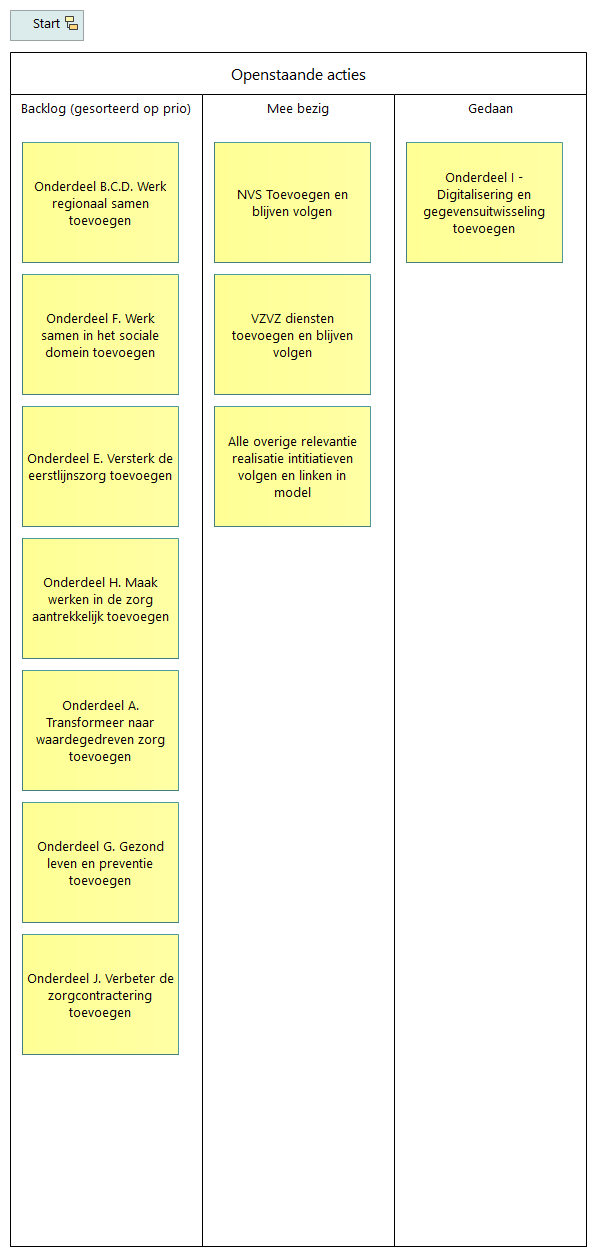 Start
Openstaande acties
Backlog (gesorteerd op prio)
Mee bezig
Gedaan
Onderdeel B.C.D. Werk
regionaal samen
toevoegen
Onderdeel F. Werk
samen in het sociale
domein toevoegen
Onderdeel E. Versterk de
eerstlijnszorg toevoegen
Onderdeel H. Maak
werken in de zorg
aantrekkelijk toevoegen
Onderdeel A.
Transformeer naar
waardegedreven zorg
toevoegen
Onderdeel G. Gezond
leven en preventie
toevoegen
Onderdeel J. Verbeter de
zorgcontractering
toevoegen
NVS Toevoegen en
blijven volgen
VZVZ diensten
toevoegen en blijven
volgen
Alle overige relevantie
realisatie intitiatieven
volgen en linken in
model
Onderdeel I -
Digitalisering en
gegevensuitwisseling
toevoegen